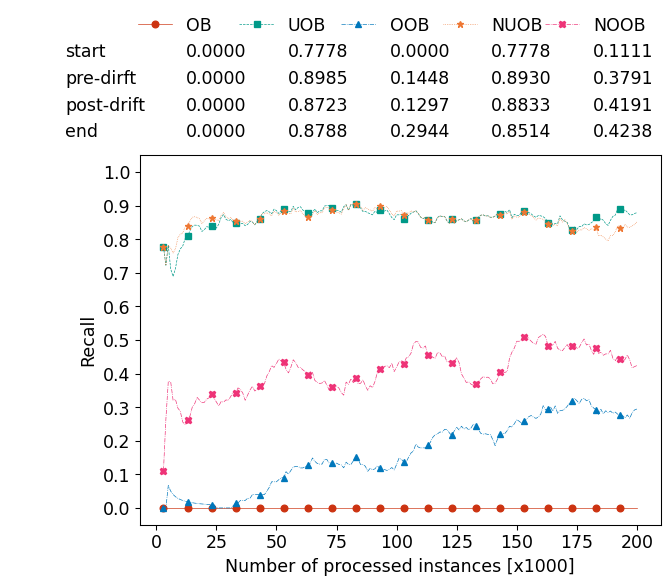 OB UOB OOB NUOB NOOB
start 0.0000 0.7778 0.0000 0.7778 0.1111
pre-dirft 0.0000 0.8985 0.1448 0.8930 0.3791
post-drift 0.0000 0.8723 0.1297 0.8833 0.4191
end 0.0000 0.8788 0.2944 0.8514 0.4238
1.0
0.9
0.8
0.7
0.6
0.5
0.4
0.3
0.2
0.1
0.0
Recall
0 25 50 75 100 125 150 175 200
Number of processed instances [x1000]